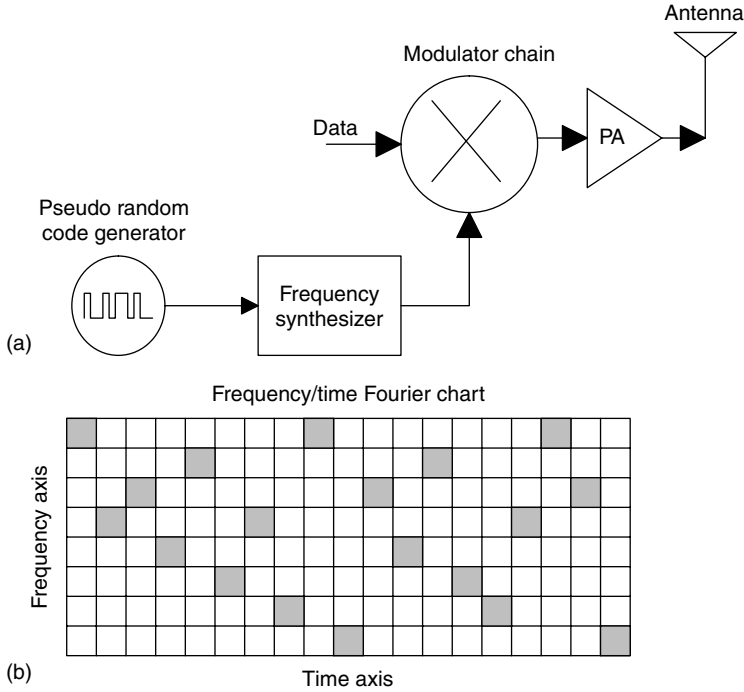 Antenna
Modulator chain
Data
PA
Pseudo random
code generator
Frequency
synthesizer
(a)
Frequency/time Fourier chart
Frequency axis
(b)
Time axis